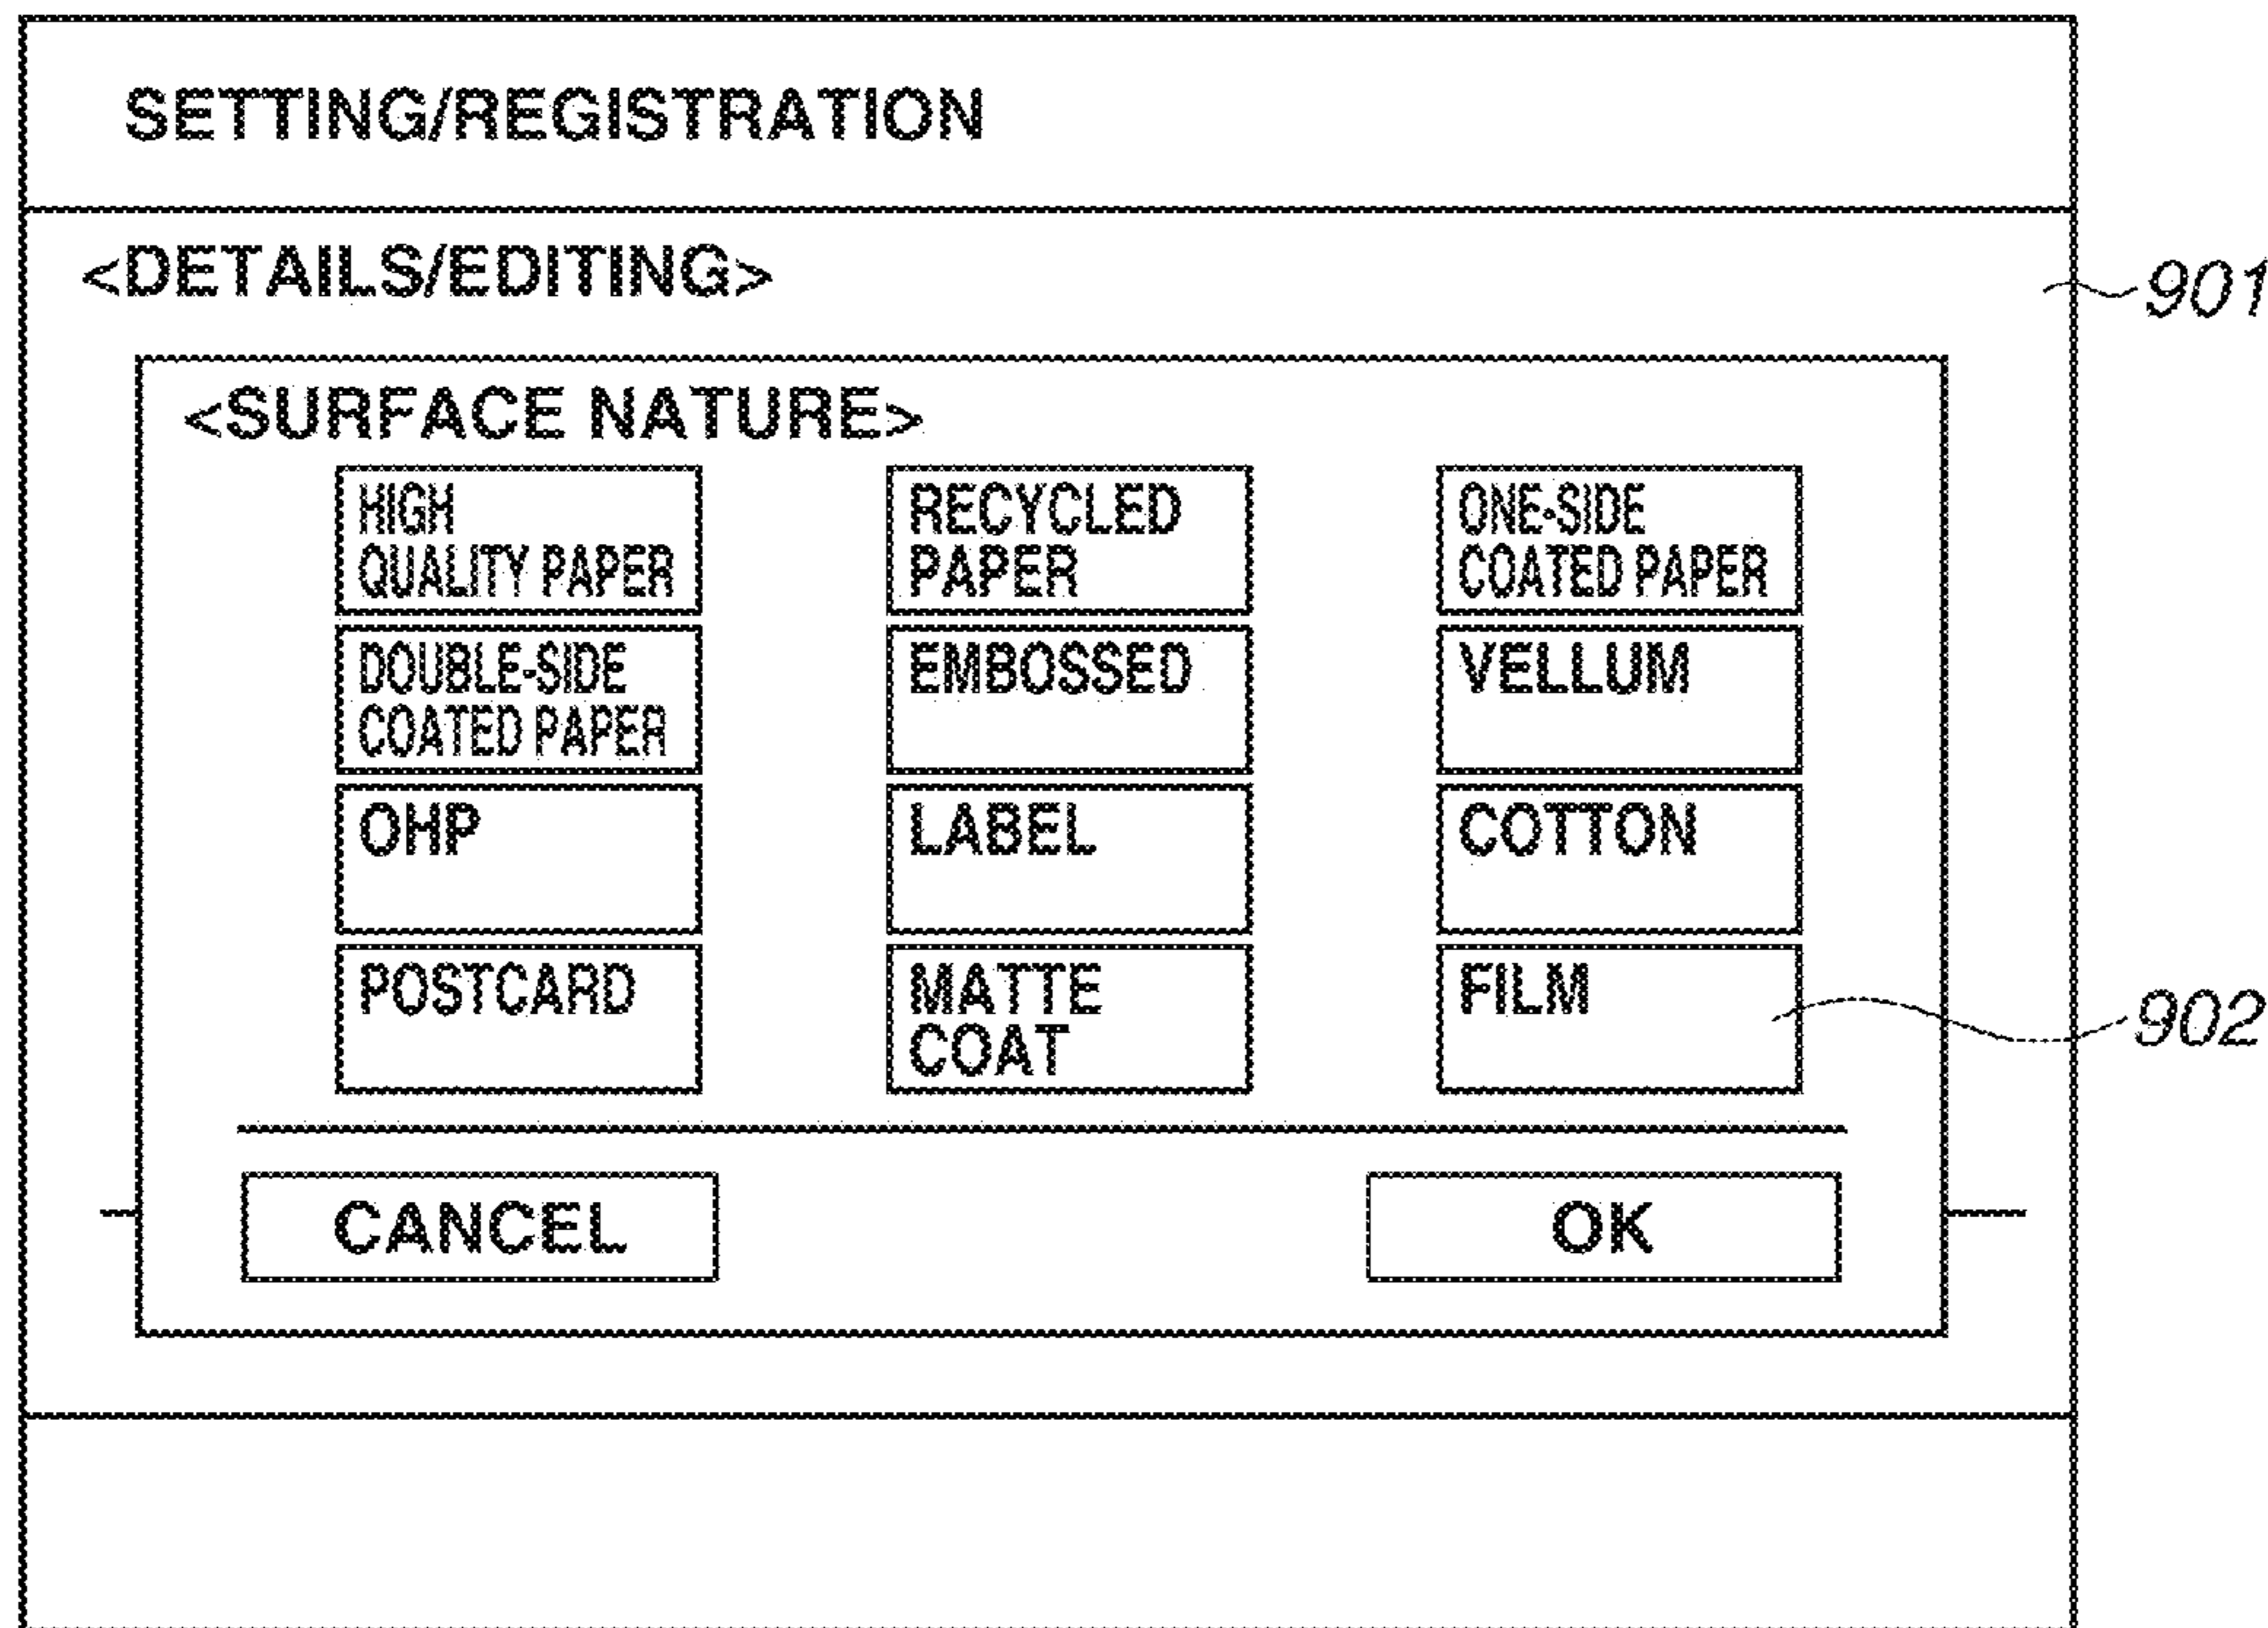 SETTING/REGISTRATION
<DETAILS/EDITING>
901
<SURFACE NATURE>
HIGH
QUALITY PAPER
RECYCLED
PAPER
ONE-SIDE
COATED PAPER
DOUBLE-SIDE
COATED PAPER
EMBOSSED
VELLUM
OHP
LABEL
COTTON
POSTCARD
MATTE
COAT
FILM
902
CANCEL
OK